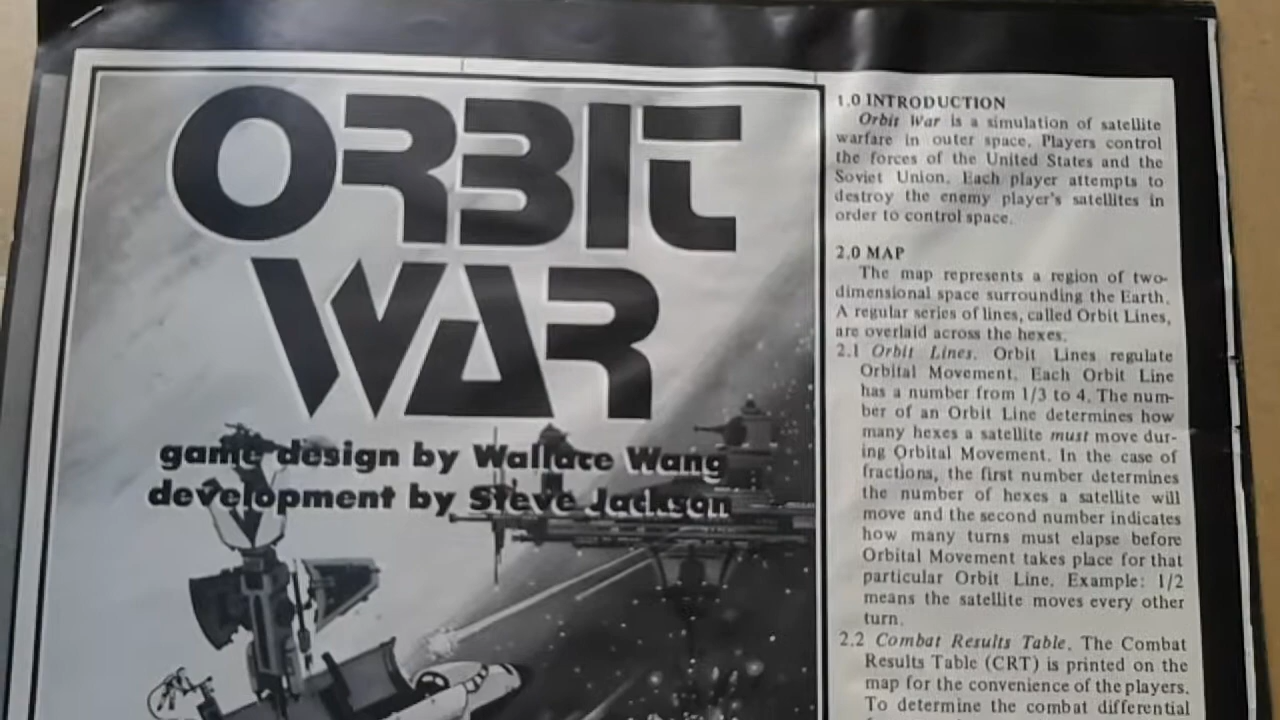 ORBIT
WAR
game design by Wallace Wang
development by Steve Jackson
1.0 INTRODUCTION
Orbit War is a simulation of satellite
warfare in outer space. Players control
the forces of the United States and the
Soviet Union. Each player attempts to
destroy the enemy player's satellites in
order to control space.
2.0 MAP
The map represents a region of two-
dimensional space surrounding the Earth.
A regular series of lines, called Orbit Lines,
are overlaid across the hexes.
2.1 Orbit Lines. Orbit Lines regulate
Orbital Movement. Each Orbit Line
has a number from 1/3 to 4. The num-
ber of an Orbit Line determines how
many hexes a satellite must move dur-
ing Orbital Movement. In the case of
fractions, the first number determines
the number of hexes a satellite will
move and the second number indicates
how many turns must elapse before
Orbital Movement takes place for that
particular Orbit Line. Example: 1/2
means the satellite moves every other
turn.
2.2 Combat Results Table. The Combat
Results Table (CRT) is printed on the
map for the convenience of the players.
To determine the combat differential